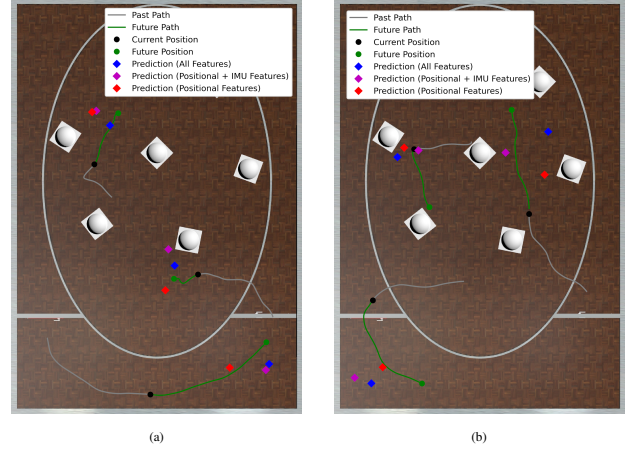 Past Path
Future Path
Current Position
Future Position
Prediction (All Features)
Prediction (Positional + IMU Features)
Prediction (Positional Features)
Past Path
Future Path
Current Position
Future Position
Prediction (All Features)
Prediction (Positional + IMU Features)
Prediction (Positional Features)
(a)
(b)